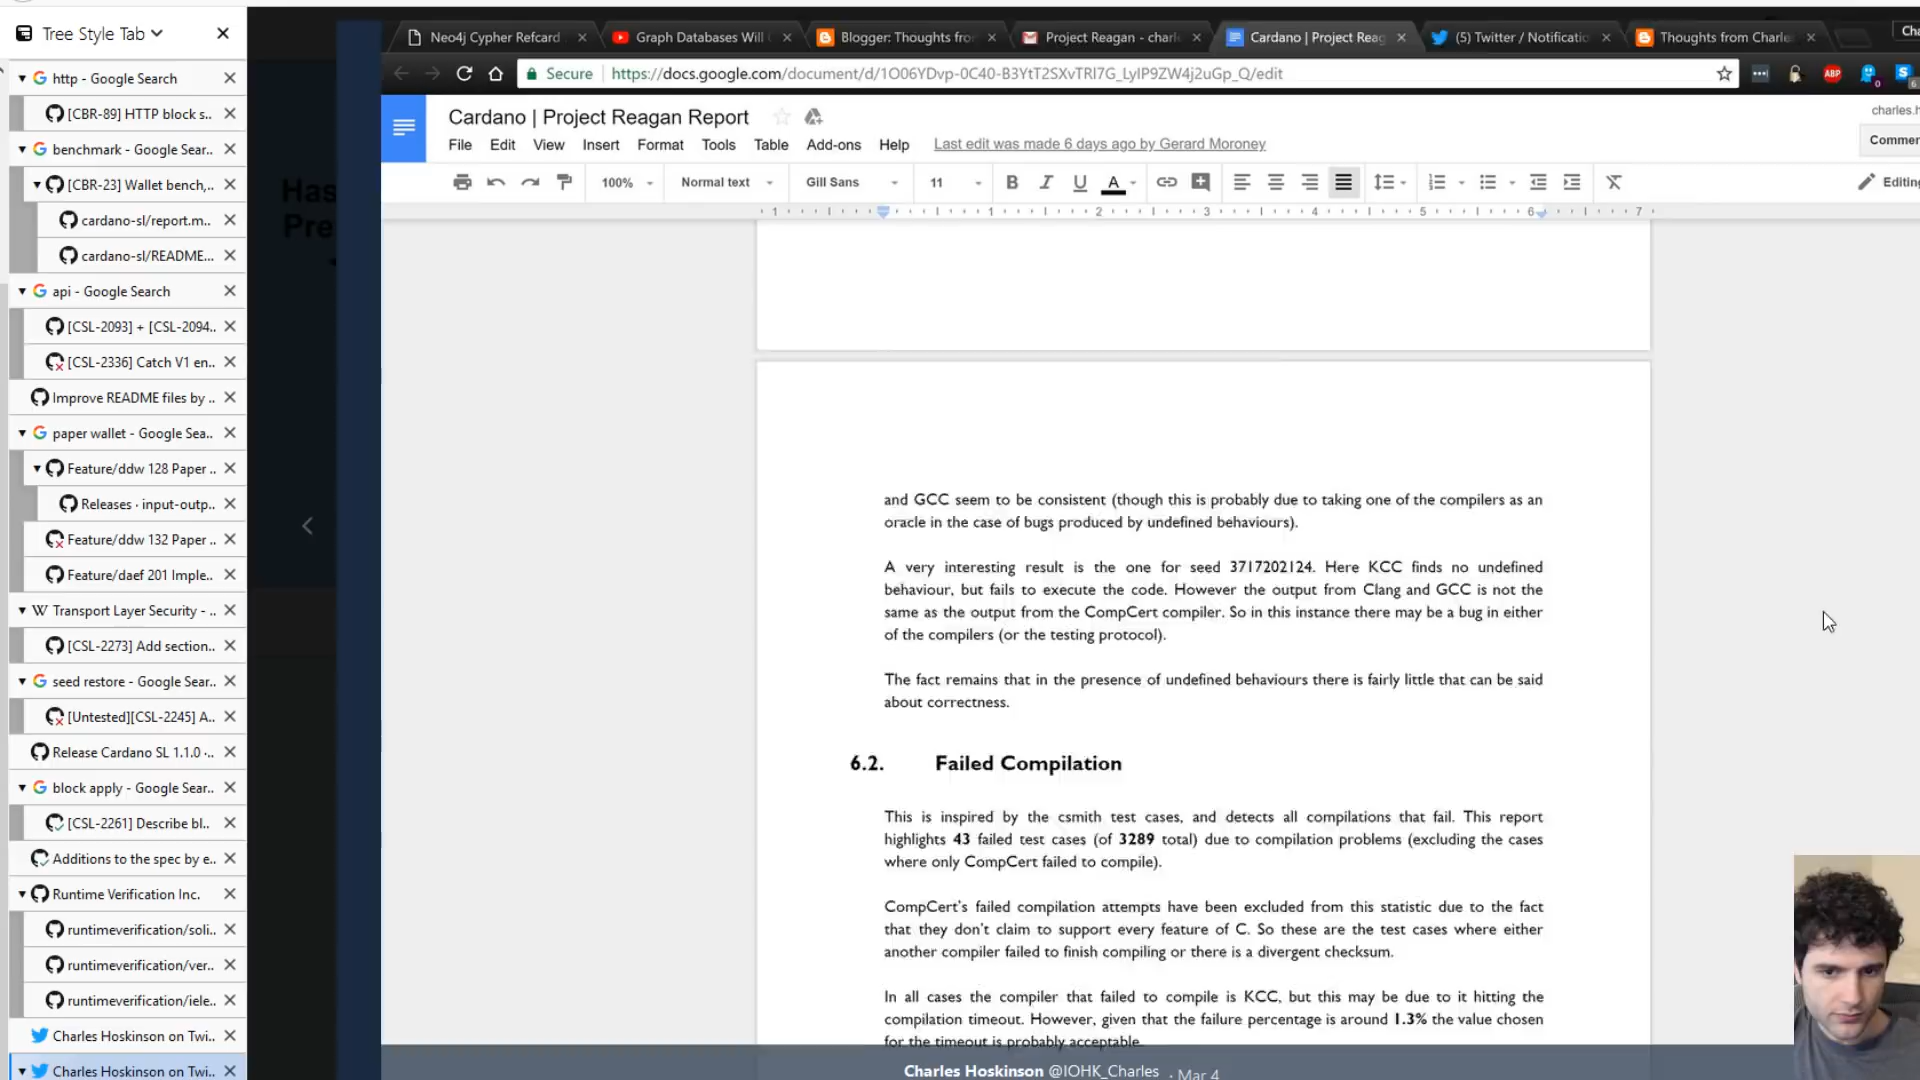 Tree Style Tab
http - Google Search
[CBR-89] HTTP block s..
benchmark - Google Sear..
[CBR-23] Wallet bench,..
cardano-sl/report.m..
cardano-sl/README...
api - Google Search
[CSL-2093] + [CSL-2094..
[CSL-2336] Catch V1 en..
Improve README files by ..
paper wallet - Google Sea..
Feature/ddw 128 Paper ..
Releases · input-outp..
Feature/ddw 132 Paper ..
Feature/daef 201 Imple..
W Transport Layer Security - ..
[CSL-2273] Add section..
seed restore - Google Sear..
[Untested][CSL-2245] A..
Release Cardano SL 1.1.0 ·..
block apply - Google Sear..
[CSL-2261] Describe bl..
Additions to the spec by e..
Runtime Verification Inc.
runtimeverification/soli..
runtimeverification/ver..
runtimeverification/iele..
Charles Hoskinson on Twi..
Charles Hoskinson on Twi..
Has
Pre
Neo4j Cypher Refcard
Graph Databases Will
Blogger: Thoughts fro
Project Reagan - charl
Cardano | Project Reag
(5) Twitter / Notificatio
Thoughts from Charle
Cha
Secure https://docs.google.com/document/d/1O06YDvp-0C40-B3YtT2SXvTRl7G_LyIP9ZW4j2uGp_Q/edit
ABP
Cardano | Project Reagan Report
charles.h
File Edit View Insert Format Tools Table Add-ons Help Last edit was made 6 days ago by Gerard Moroney
Commen
100% Normal text Gill Sans 11 B I U A Editing
1 1 2 3 4 5 6 7
and GCC seem to be consistent (though this is probably due to taking one of the compilers as an
oracle in the case of bugs produced by undefined behaviours).
A very interesting result is the one for seed 3717202124. Here KCC finds no undefined
behaviour, but fails to execute the code. However the output from Clang and GCC is not the
same as the output from the CompCert compiler. So in this instance there may be a bug in either
of the compilers (or the testing protocol).
The fact remains that in the presence of undefined behaviours there is fairly little that can be said
about correctness.
6.2. Failed Compilation
This is inspired by the csmith test cases, and detects all compilations that fail. This report
highlights 43 failed test cases (of 3289 total) due to compilation problems (excluding the cases
where only CompCert failed to compile).
CompCert's failed compilation attempts have been excluded from this statistic due to the fact
that they don't claim to support every feature of C. So these are the test cases where either
another compiler failed to finish compiling or there is a divergent checksum.
In all cases the compiler that failed to compile is KCC, but this may be due to it hitting the
compilation timeout. However, given that the failure percentage is around 1.3% the value chosen
for the timeout is probably acceptable.
Charles Hoskinson @IOHK_Charles · Mar 4